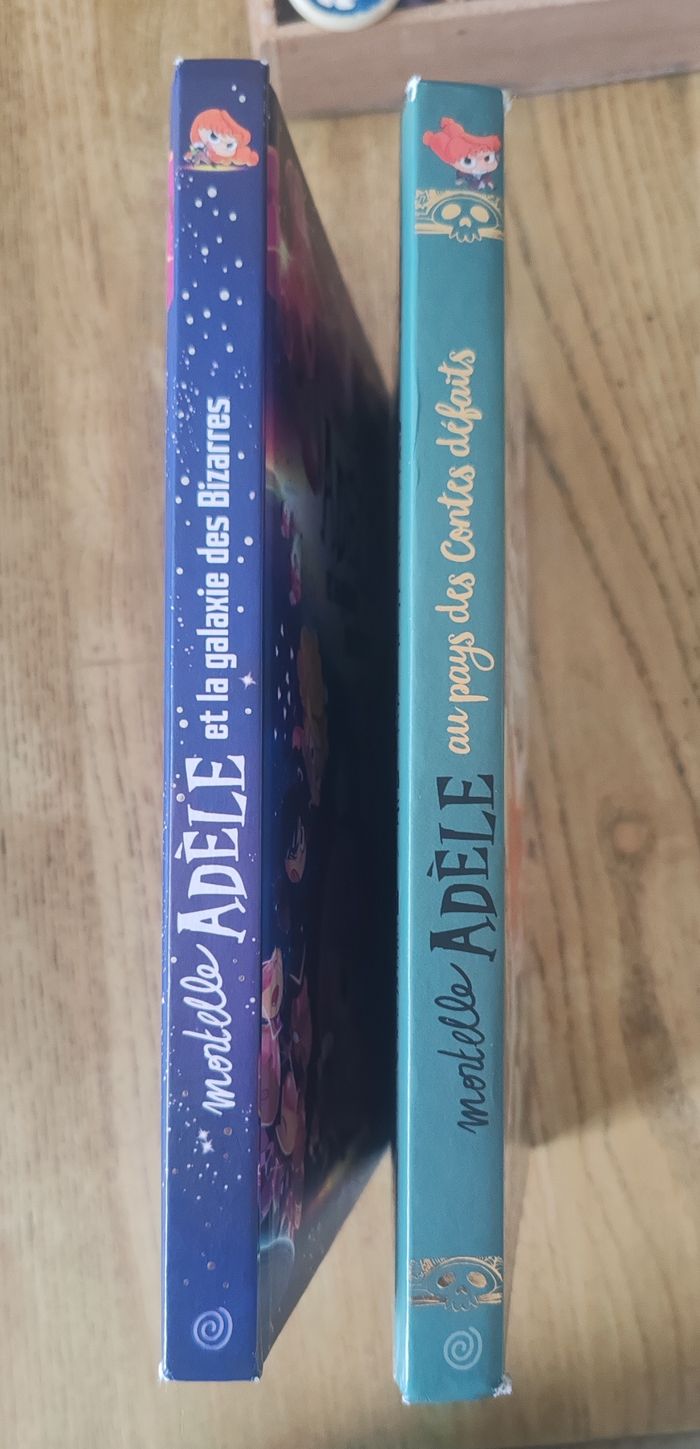 mortelle ADÈLE et la galaxie des Bizarres
mortelle ADÈLE au pays des Contes défaits